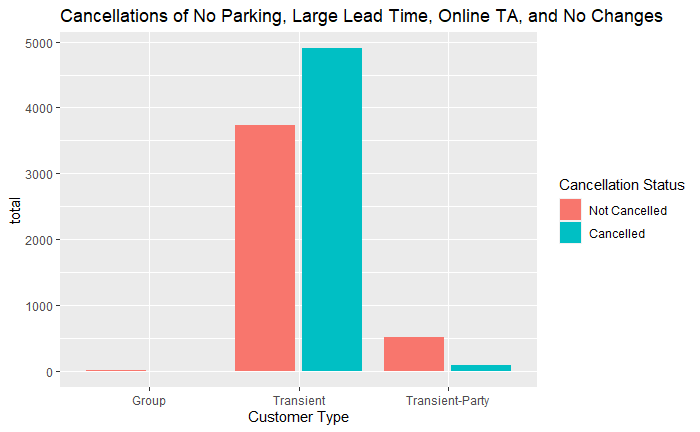 Cancellations of No Parking, Large Lead Time, Online TA, and No Changes
5000
4000
3000
2000
1000
0
total
Group
Transient
Transient-Party
Customer Type
Cancellation Status
Not Cancelled
Cancelled